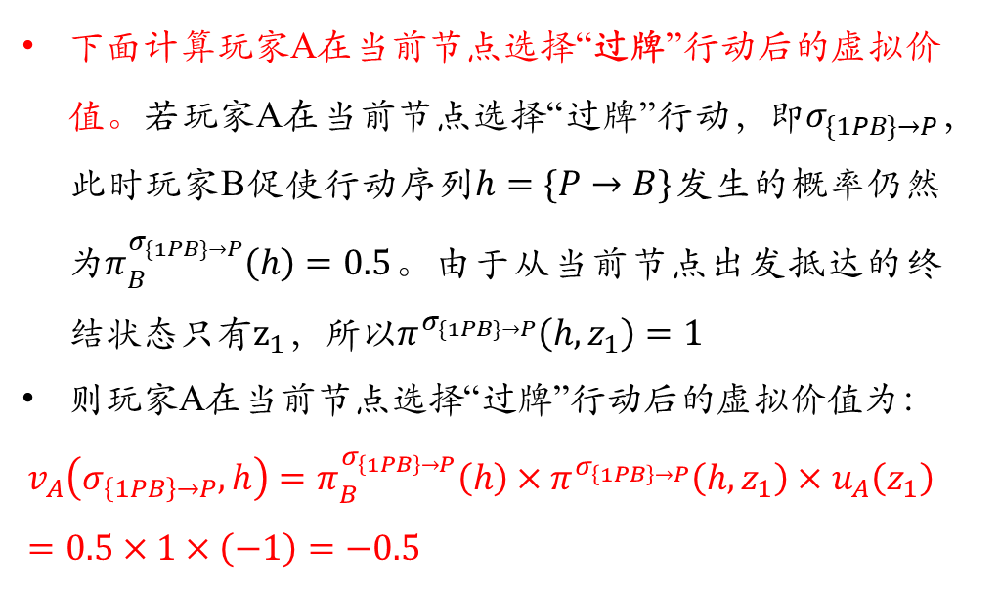 • 下面计算玩家A在当前节点选择“过牌”行动后的虚拟价
值。若玩家A在当前节点选择“过牌”行动，即σ_{{1PB}→P}，
此时玩家B促使行动序列h = {P → B}发生的概率仍然
为π_B^{σ_{{1PB}→P}}(h) = 0.5。由于从当前节点出发抵达的终
结状态只有z₁，所以π^{σ_{{1PB}→P}}(h, z₁) = 1
• 则玩家A在当前节点选择“过牌”行动后的虚拟价值为：
v_A(σ_{{1PB}→P}, h) = π_B^{σ_{{1PB}→P}}(h) × π^{σ_{{1PB}→P}}(h, z₁) × u_A(z₁)
= 0.5 × 1 × (−1) = −0.5